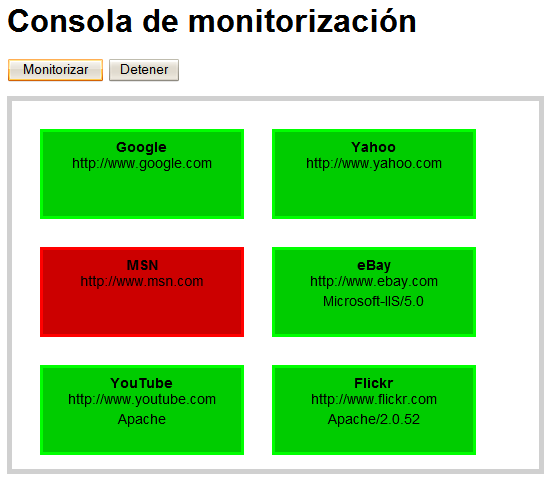 Consola de monitorización
Monitorizar Detener
Google
http://www.google.com
Yahoo
http://www.yahoo.com
MSN
http://www.msn.com
eBay
http://www.ebay.com
Microsoft-IIS/5.0
YouTube
http://www.youtube.com
Apache
Flickr
http://www.flickr.com
Apache/2.0.52